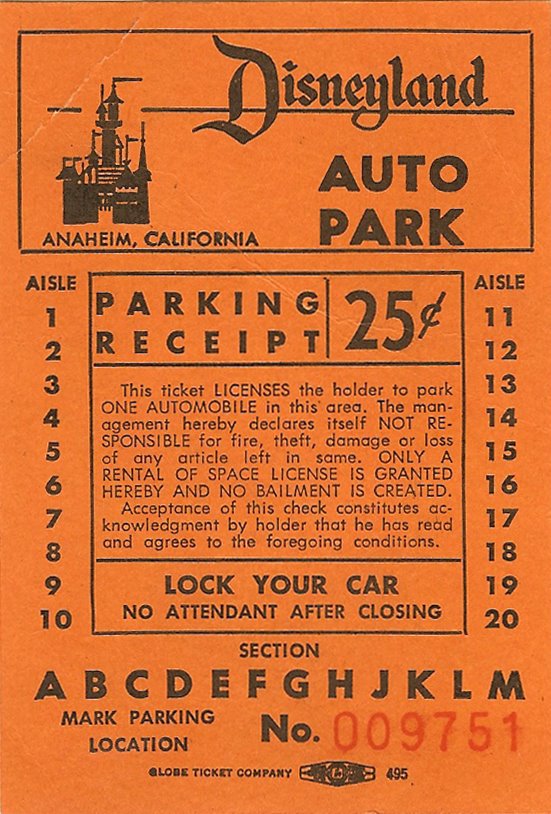 Disneyland
AUTO
PARK
ANAHEIM, CALIFORNIA
AISLE
1
2
3
4
5
6
7
8
9
10
PARKING
RECEIPT
25¢
This ticket LICENSES the holder to park
ONE AUTOMOBILE in this area. The man-
agement hereby declares itself NOT RE-
SPONSIBLE for fire, theft, damage or loss
of any article left in same. ONLY A
RENTAL OF SPACE LICENSE IS GRANTED
HEREBY AND NO BAILMENT IS CREATED.
Acceptance of this check constitutes ac-
knowledgment by holder that he has read
and agrees to the foregoing conditions.
LOCK YOUR CAR
NO ATTENDANT AFTER CLOSING
AISLE
11
12
13
14
15
16
17
18
19
20
SECTION
A B C D E F G H J K L M
MARK PARKING
LOCATION
No. 009751
GLOBE TICKET COMPANY 495